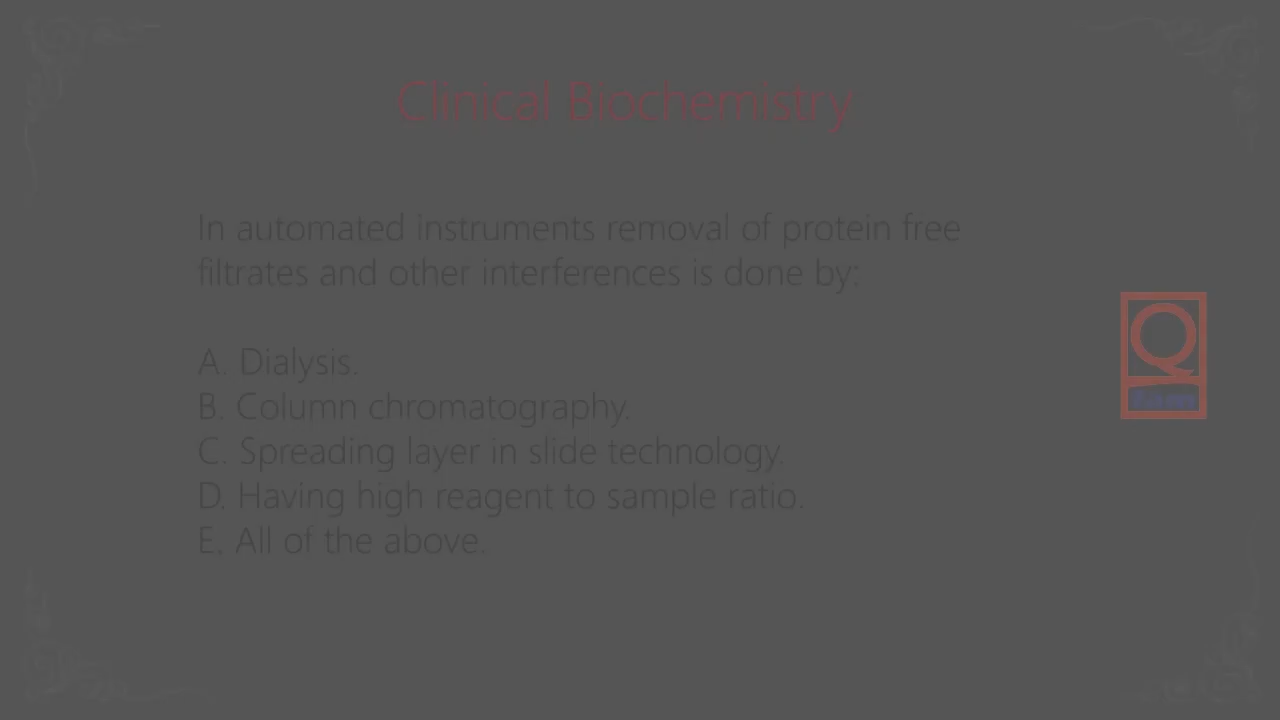 Clinical Biochemistry
In automated instruments removal of protein free
filtrates and other interferences is done by:
A. Dialysis.
B. Column chromatography.
C. Spreading layer in slide technology.
D. Having high reagent to sample ratio.
E. All of the above.
Q